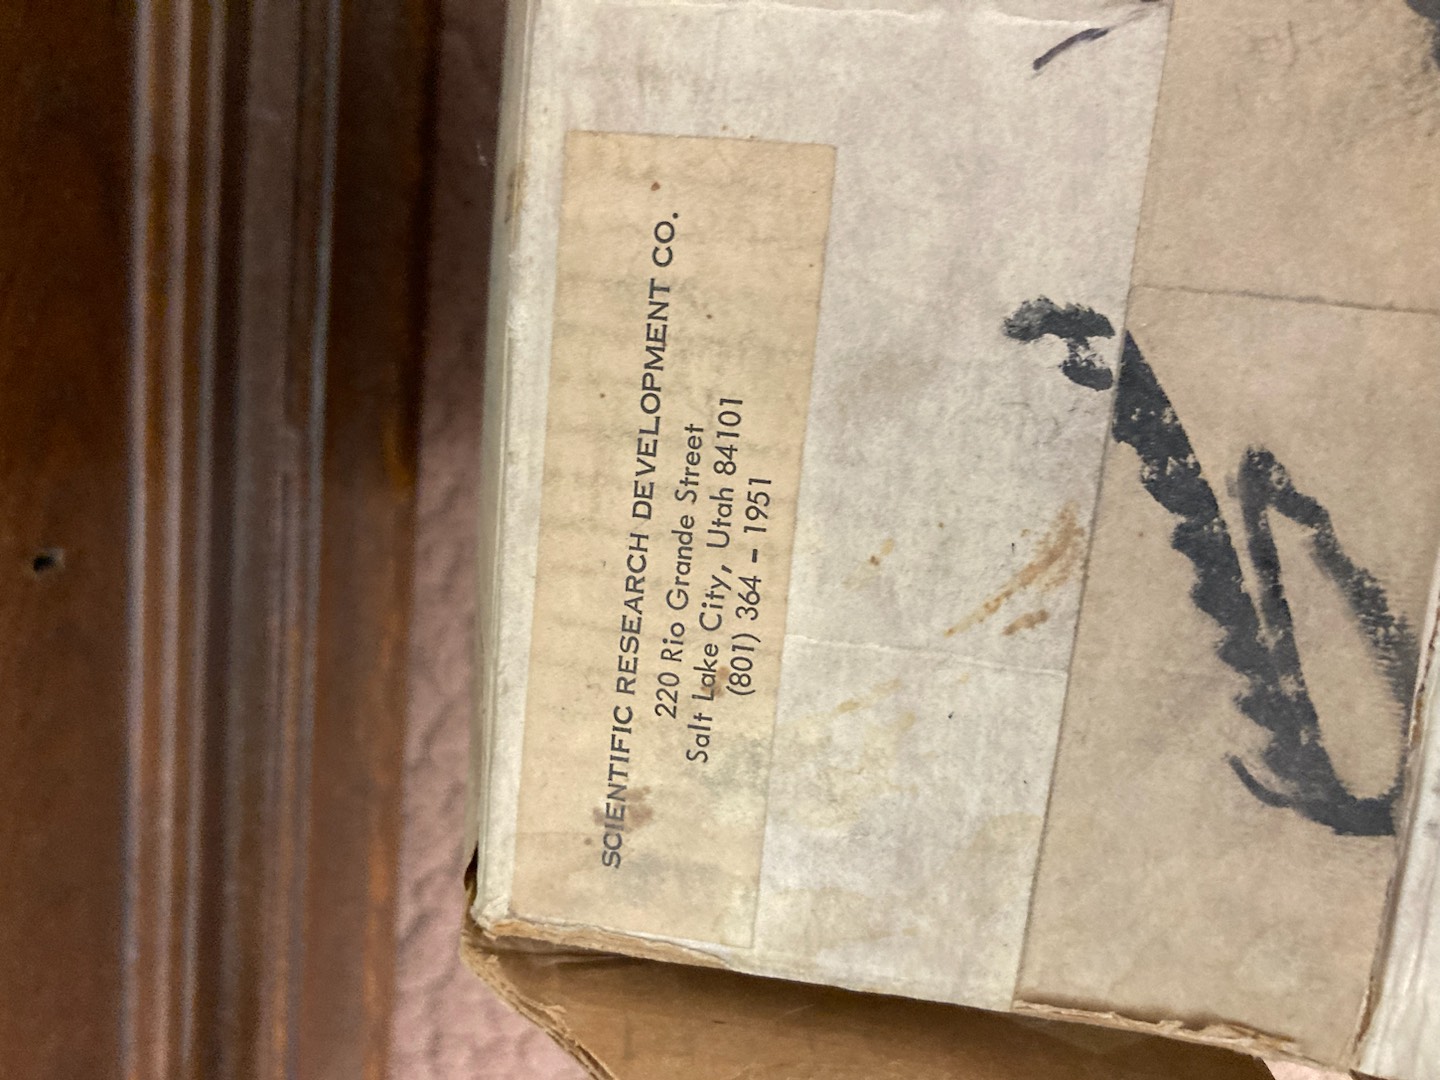 SCIENTIFIC RESEARCH DEVELOPMENT CO.
220 Rio Grande Street
Salt Lake City, Utah 84101
(801) 364 - 1951